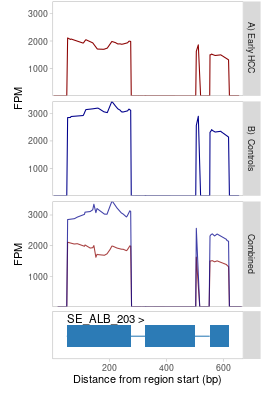 3000
2000
1000
FPM
A) Early HCC
3000
2000
1000
B) Controls
3000
2000
1000
FPM
Combined
SE_ALB_203 >
0
200
400
600
Distance from region start (bp)